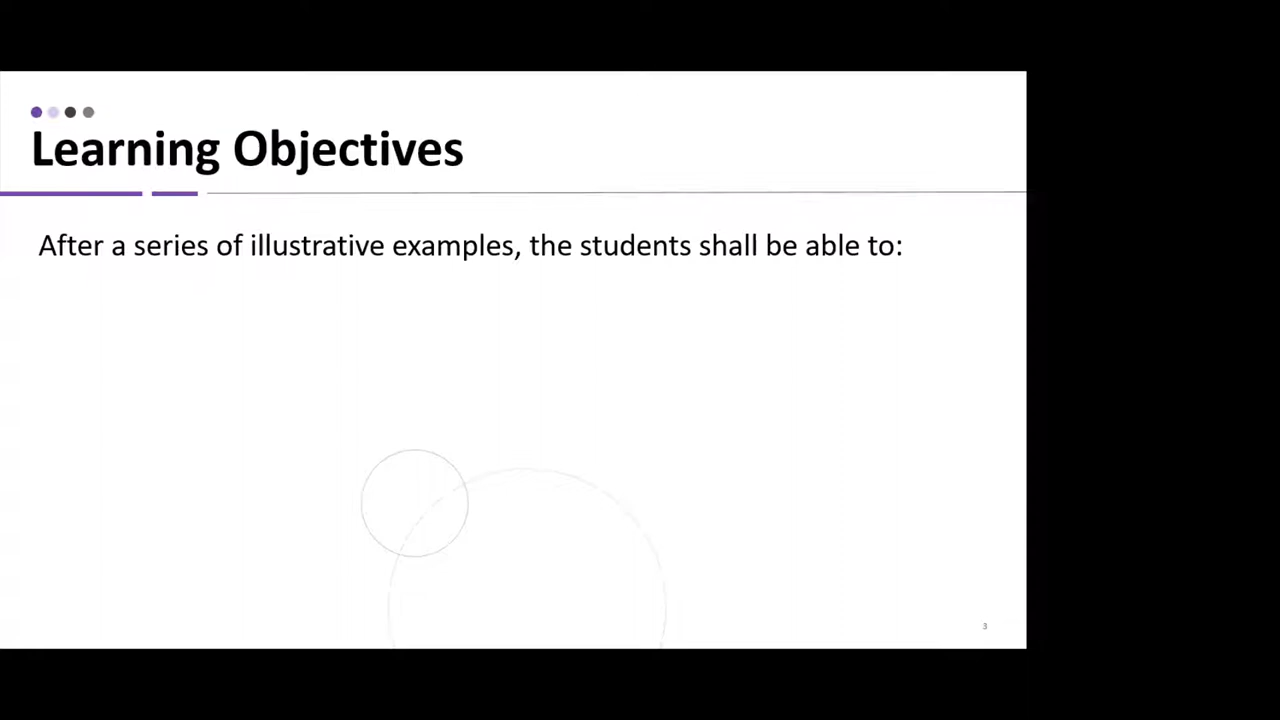 Learning Objectives
After a series of illustrative examples, the students shall be able to:
3